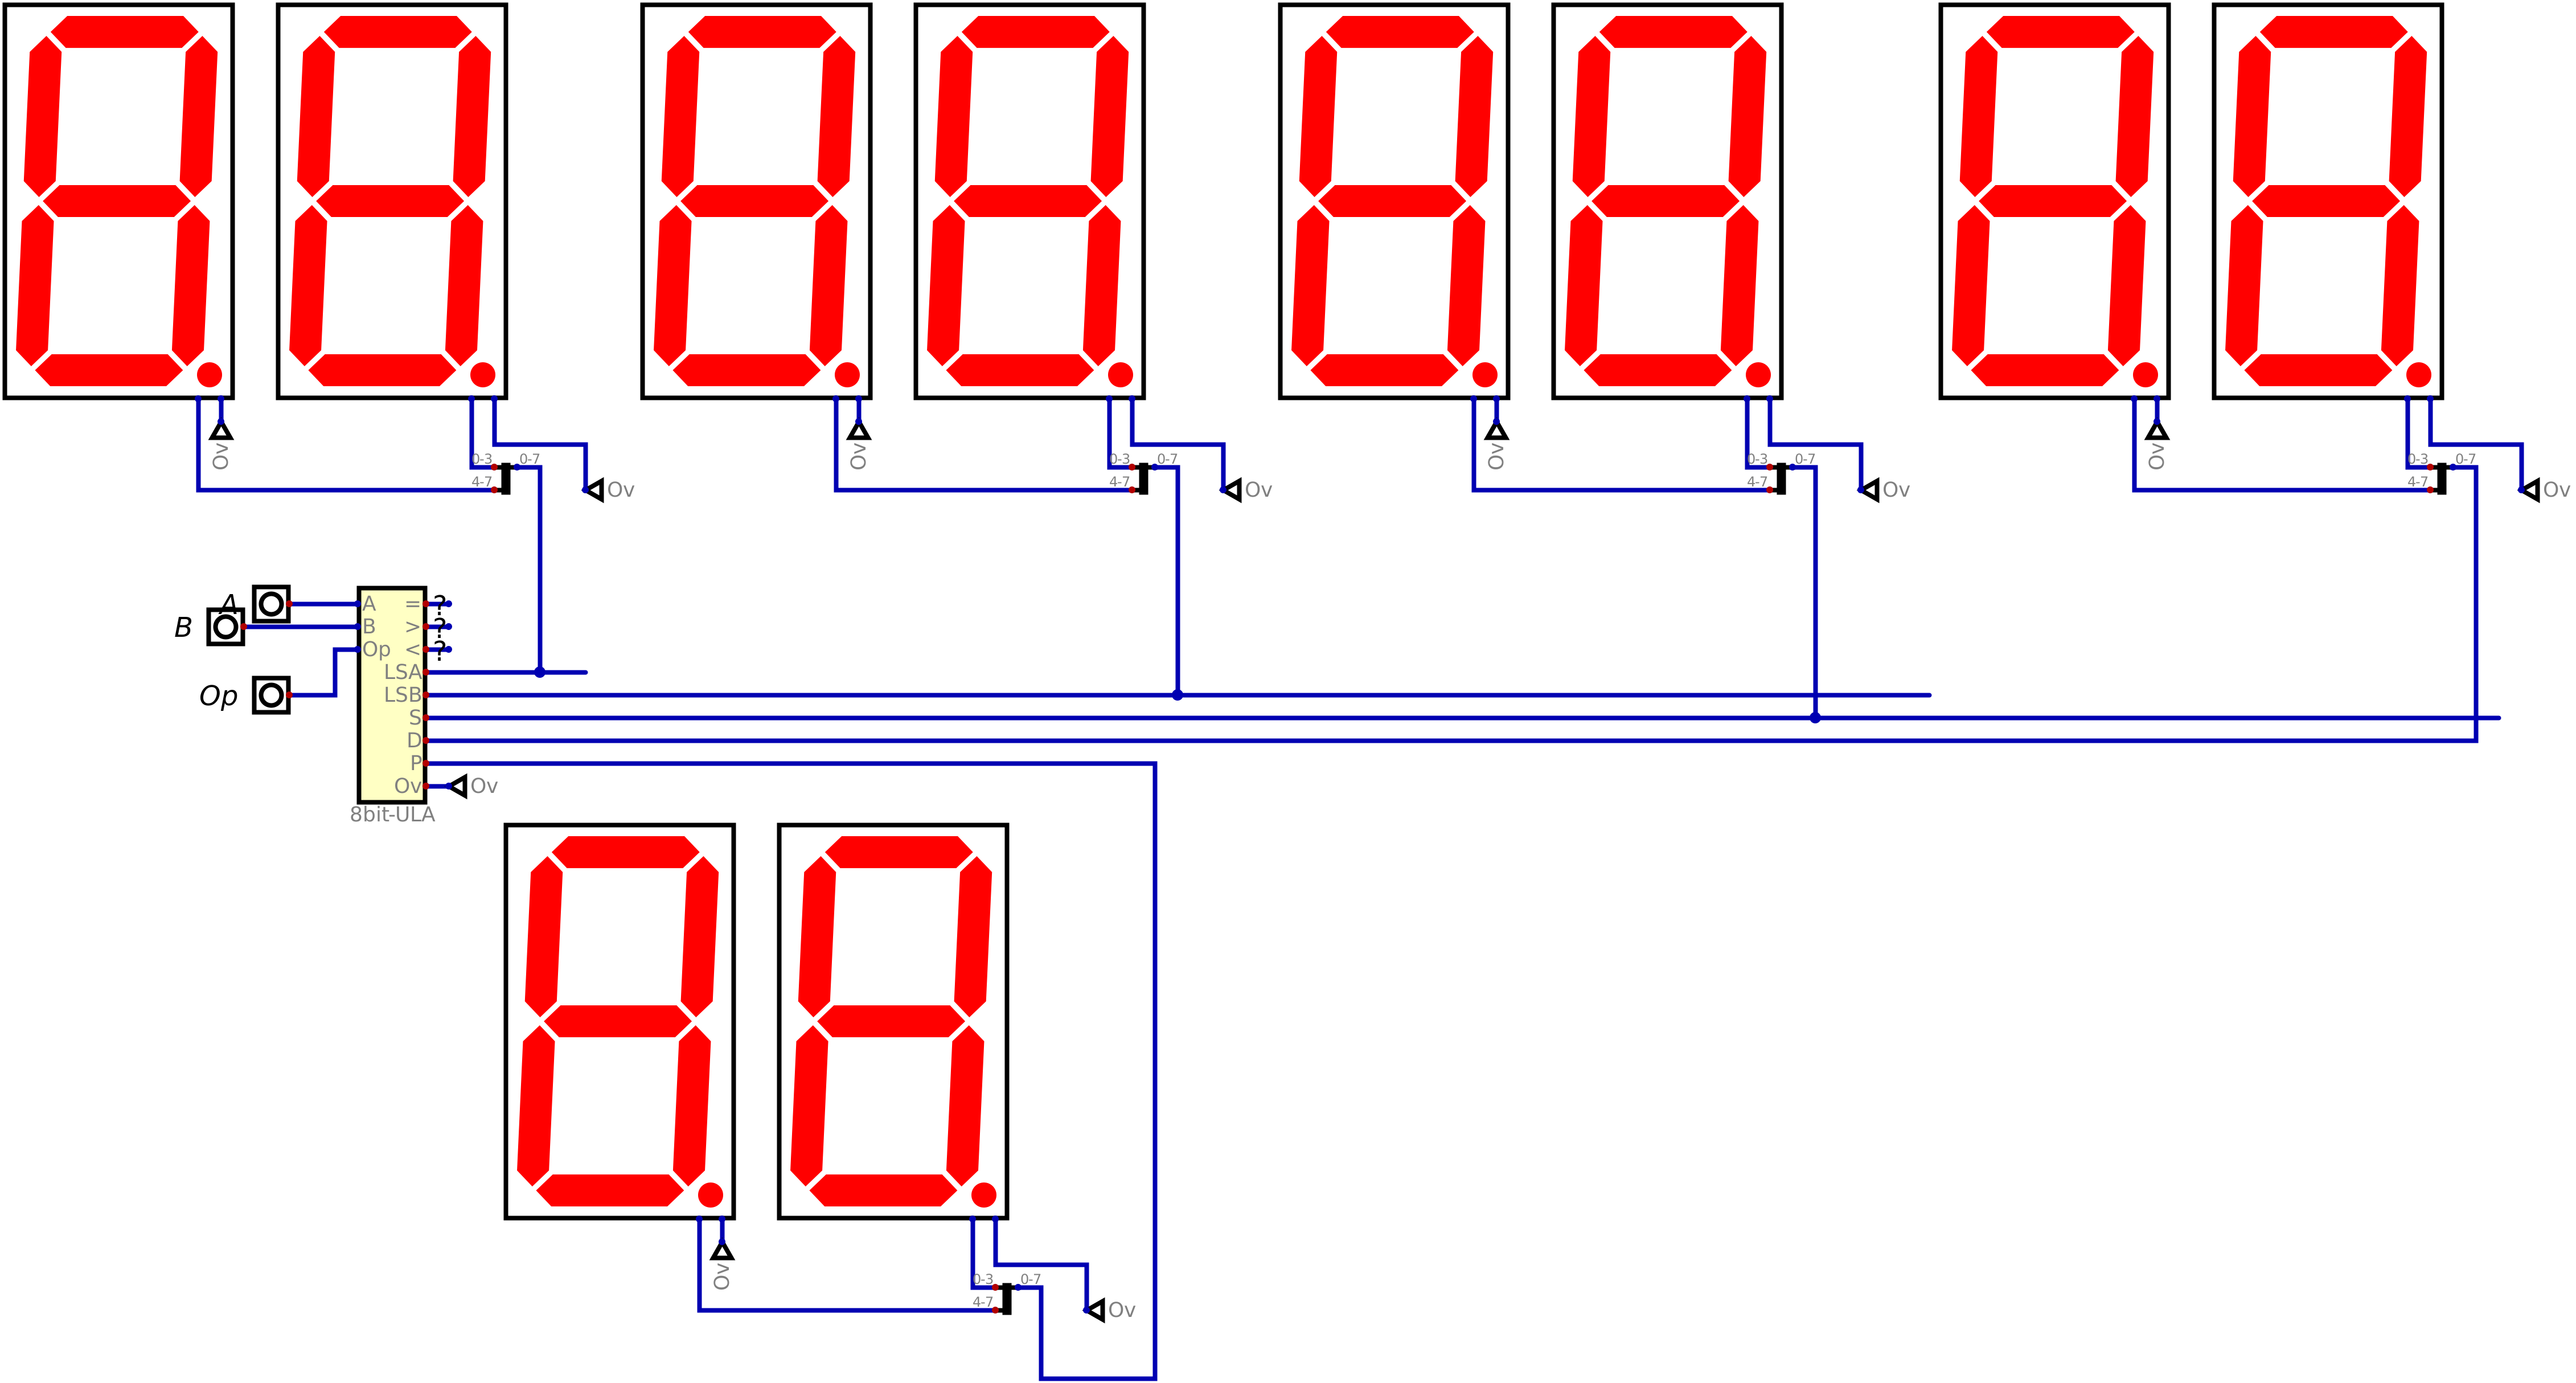 Ov Ov Ov Ov
0-3 0-7 0-3 0-7 0-3 0-7 0-3 0-7
4-7 Ov 4-7 Ov 4-7 Ov 4-7 Ov
A A = ?
B B > ?
Op < ?
LSA
Op LSB
S
D
P
Ov Ov
8bit-ULA
Ov
0-3 0-7
4-7 Ov